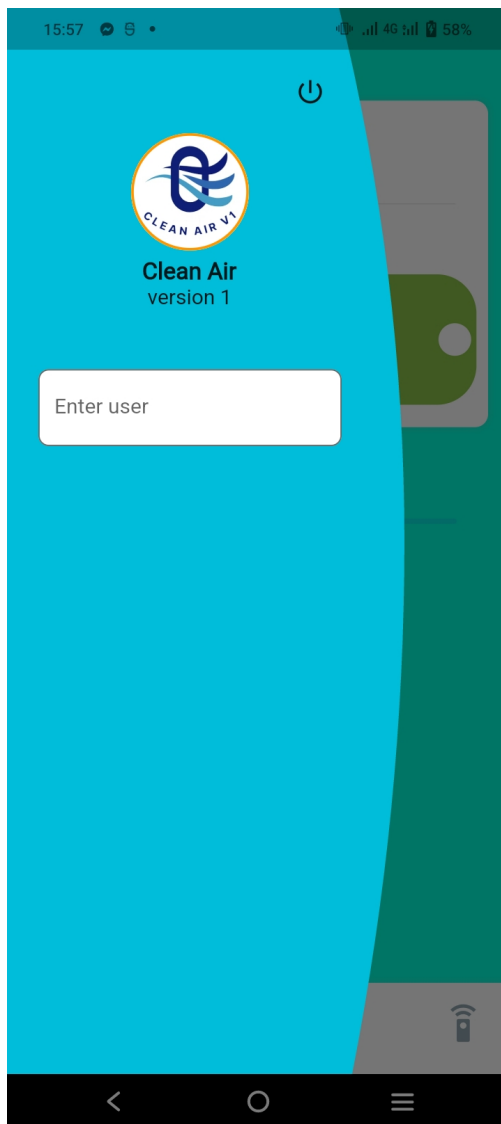 15:57
4G 58%
CLEAN AIR V1
Clean Air
version 1
Enter user